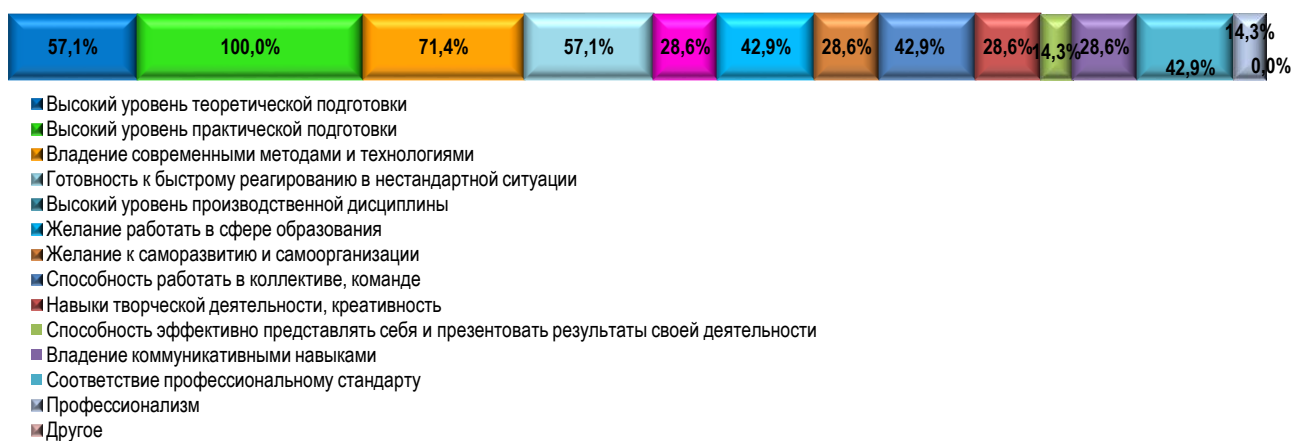 57,1% 100,0% 71,4% 57,1% 28,6% 42,9% 28,6% 42,9% 28,6% 14,3% 28,6% 42,9% 14,3% 0,0%
Высокий уровень теоретической подготовки
Высокий уровень практической подготовки
Владение современными методами и технологиями
Готовность к быстрому реагированию в нестандартной ситуации
Высокий уровень производственной дисциплины
Желание работать в сфере образования
Желание к саморазвитию и самоорганизации
Способность работать в коллективе, команде
Навыки творческой деятельности, креативность
Способность эффективно представлять себя и презентовать результаты своей деятельности
Владение коммуникативными навыками
Соответствие профессиональному стандарту
Профессионализм
Другое